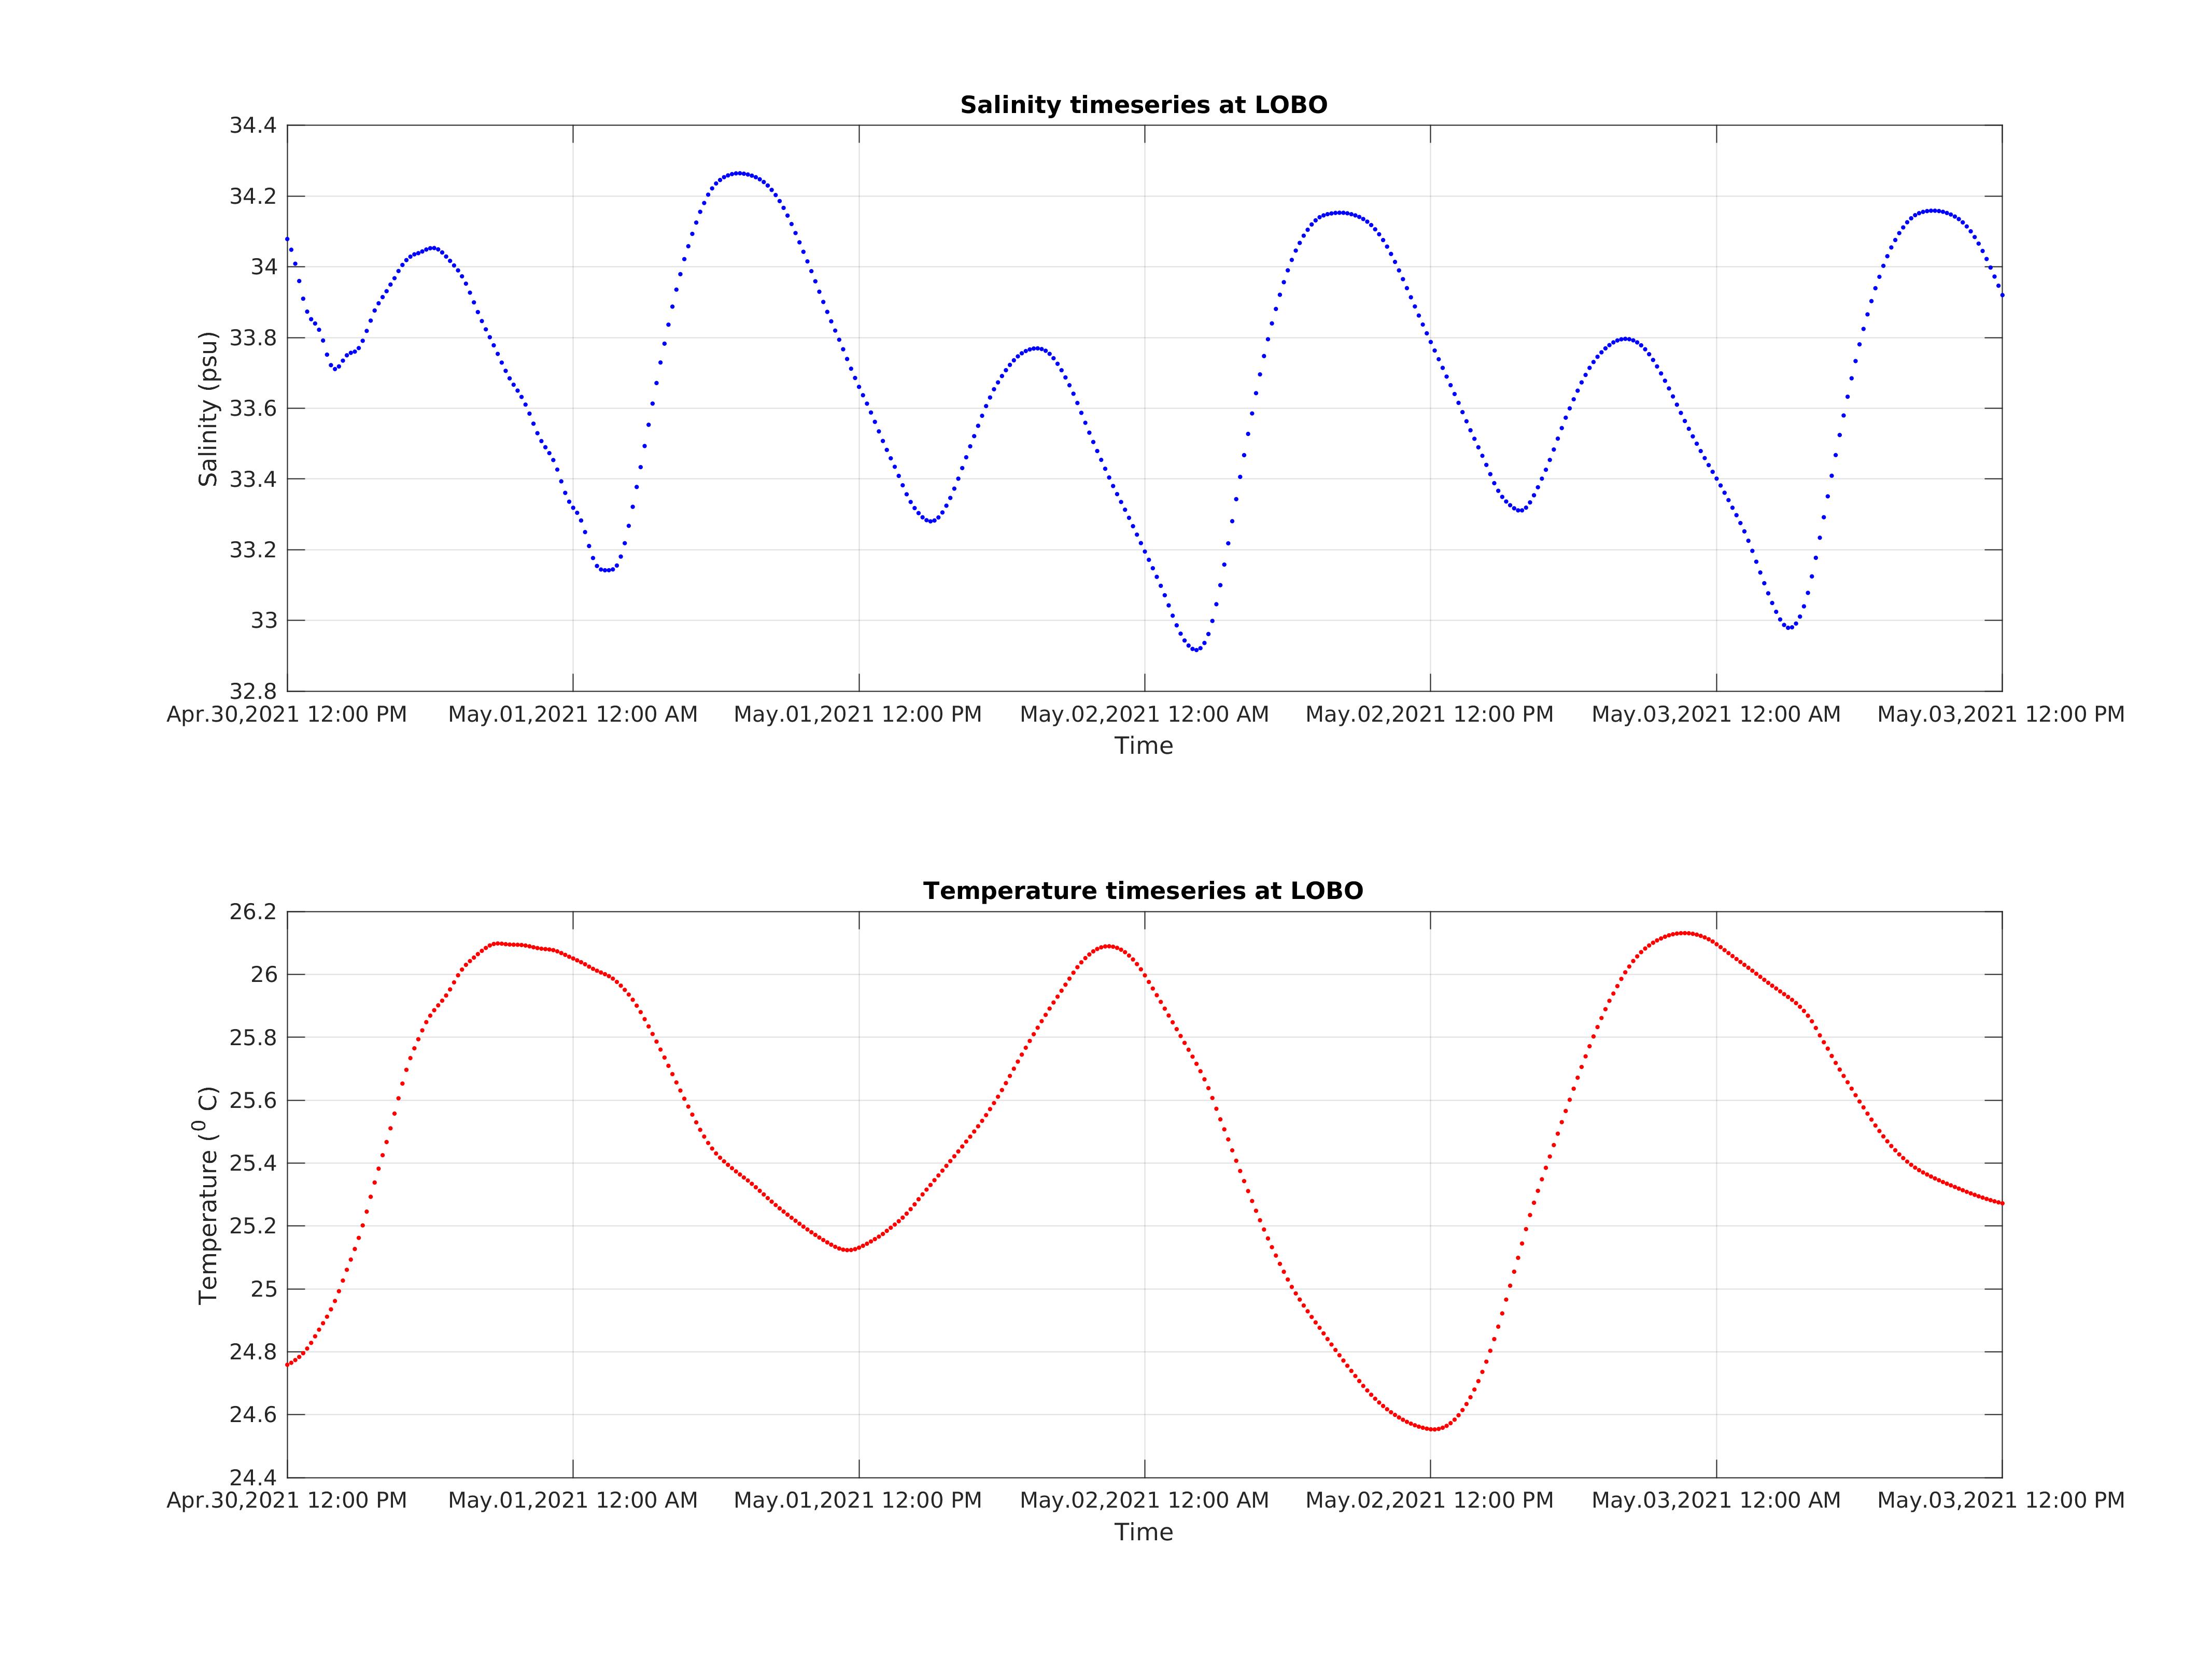 Salinity timeseries at LOBO
34.4
34.2
34
33.8
33.6
33.4
33.2
33
32.8
Salinity (psu)
Apr.30,2021 12:00 PM May.01,2021 12:00 AM May.01,2021 12:00 PM May.02,2021 12:00 AM May.02,2021 12:00 PM May.03,2021 12:00 AM May.03,2021 12:00 PM
Time
Temperature timeseries at LOBO
26.2
26
25.8
25.6
25.4
25.2
25
24.8
24.6
24.4
Temperature (⁰ C)
Apr.30,2021 12:00 PM May.01,2021 12:00 AM May.01,2021 12:00 PM May.02,2021 12:00 AM May.02,2021 12:00 PM May.03,2021 12:00 AM May.03,2021 12:00 PM
Time